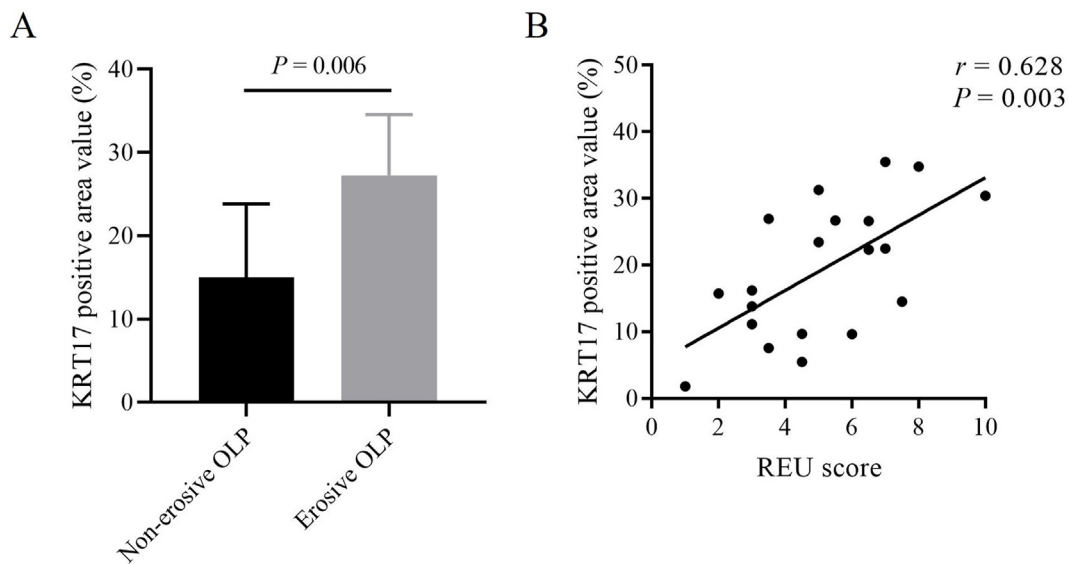 A
KRT17 positive area value (%)
40
30
20
10
0
P = 0.006
Non-erosive OLP
Erosive OLP
B
KRT17 positive area value (%)
50
40
30
20
10
0
r = 0.628
P = 0.003
0 2 4 6 8 10
REU score